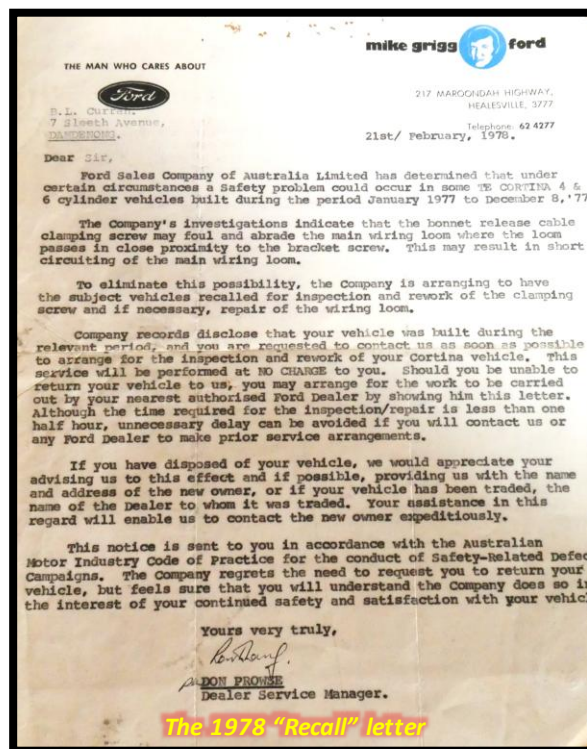 mike grigg ford
THE MAN WHO CARES ABOUT
Ford
217 MAROONDAH HIGHWAY,
HEALESVILLE, 3777
B.L. Curran.
7 Sleeth Avenue,
DANDENONG.
Telephone: 62 4277
21st/ February, 1978.
Dear Sir,
Ford Sales Company of Australia Limited has determined that under
certain circumstances a Safety problem could occur in some TE CORTINA 4 &
6 cylinder vehicles built during the period January 1977 to December 8,'77
The Company's investigations indicate that the bonnet release cable
clamping screw may foul and abrade the main wiring loom where the loom
passes in close proximity to the bracket screw. This may result in short
circuiting of the main wiring loom.
To eliminate this possibility, the Company is arranging to have
the subject vehicles recalled for inspection and rework of the clamping
screw and if necessary, repair of the wiring loom.
Company records disclose that your vehicle was built during the
relevant period, and you are requested to contact us as soon as possible
to arrange for the inspection and rework of your Cortina vehicle. This
service will be performed at NO CHARGE to you. Should you be unable to
return your vehicle to us, you may arrange for the work to be carried
out by your nearest authorised Ford Dealer by showing him this letter.
Although the time required for the inspection/repair is less than one
half hour, unnecessary delay can be avoided if you will contact us or
any Ford Dealer to make prior service arrangements.
If you have disposed of your vehicle, we would appreciate your
advising us to this effect and if possible, providing us with the name
and address of the new owner, or if your vehicle has been traded, the
name of the Dealer to whom it was traded. Your assistance in this
regard will enable us to contact the new owner expeditiously.
This notice is sent to you in accordance with the Australian
Motor Industry Code of Practice for the conduct of Safety-Related Defec
Campaigns. The Company regrets the need to request you to return your
vehicle, but feels sure that you will understand the Company does so in
the interest of your continued safety and satisfaction with your vehicl
Yours very truly,
DON PROWSE
Dealer Service Manager.
The 1978 “Recall” letter